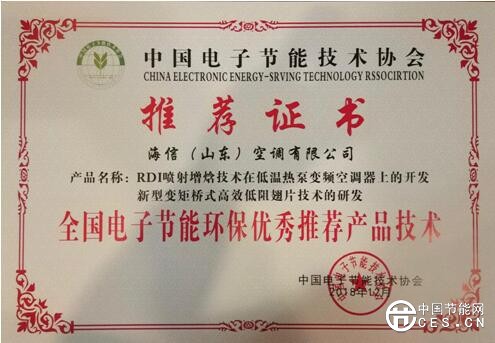 中国电子节能技术协会
CHINA ELECTRONIC ENERGY-SRVING TECHNOLOGY RSSOCIRTION
推荐证书
海信（山东）空调有限公司
产品名称：RDI喷射增焓技术在低温热泵变频空调器上的开发
新型变矩桥式高效低阻翅片技术的研发
全国电子节能环保优秀推荐产品技术
中国电子节能技术协会
2018年12月
中国节能网
CES.CN